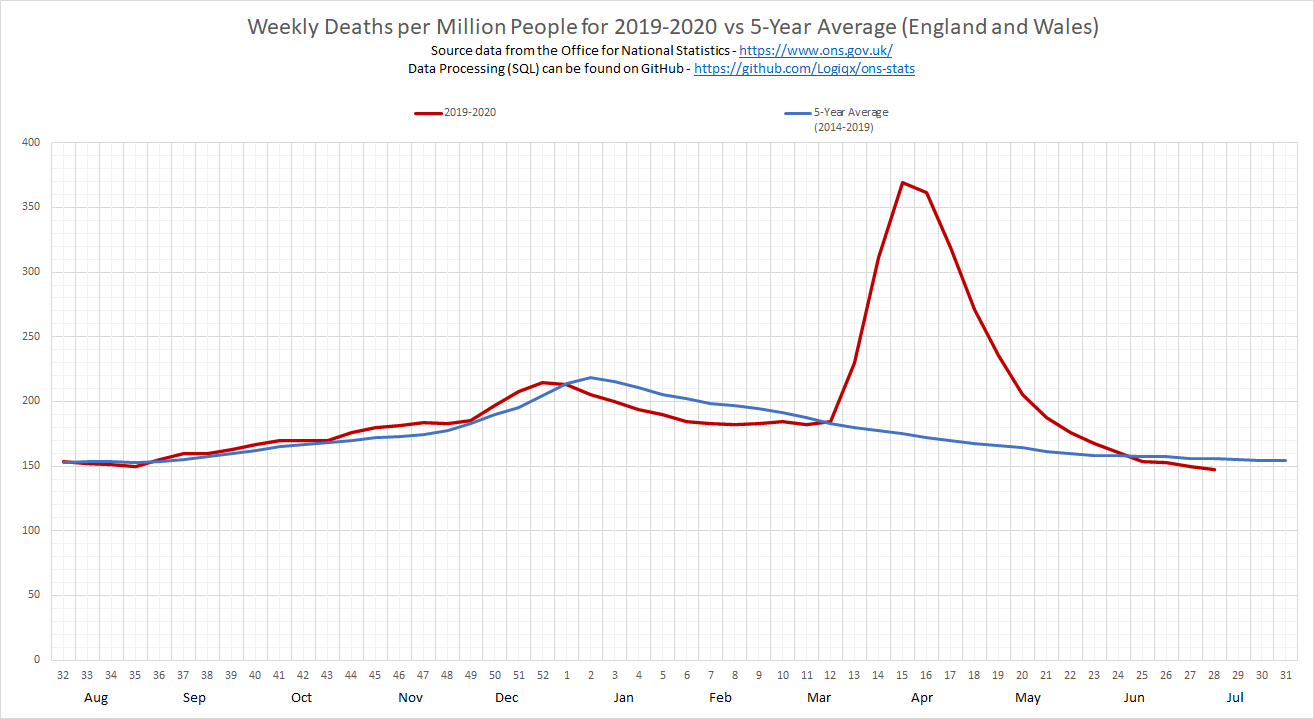 Weekly Deaths per Million People for 2019-2020 vs 5-Year Average (England and Wales)
Source data from the Office for National Statistics - https://www.ons.gov.uk/
Data Processing (SQL) can be found on GitHub - https://github.com/Logiqx/ons-stats
2019-2020
5-Year Average
(2014-2019)
400
350
300
250
200
150
100
50
0
32 33 34 35 36 37 38 39 40 41 42 43 44 45 46 47 48 49 50 51 52 1 2 3 4 5 6 7 8 9 10 11 12 13 14 15 16 17 18 19 20 21 22 23 24 25 26 27 28 29 30 31
Aug Sep Oct Nov Dec Jan Feb Mar Apr May Jun Jul